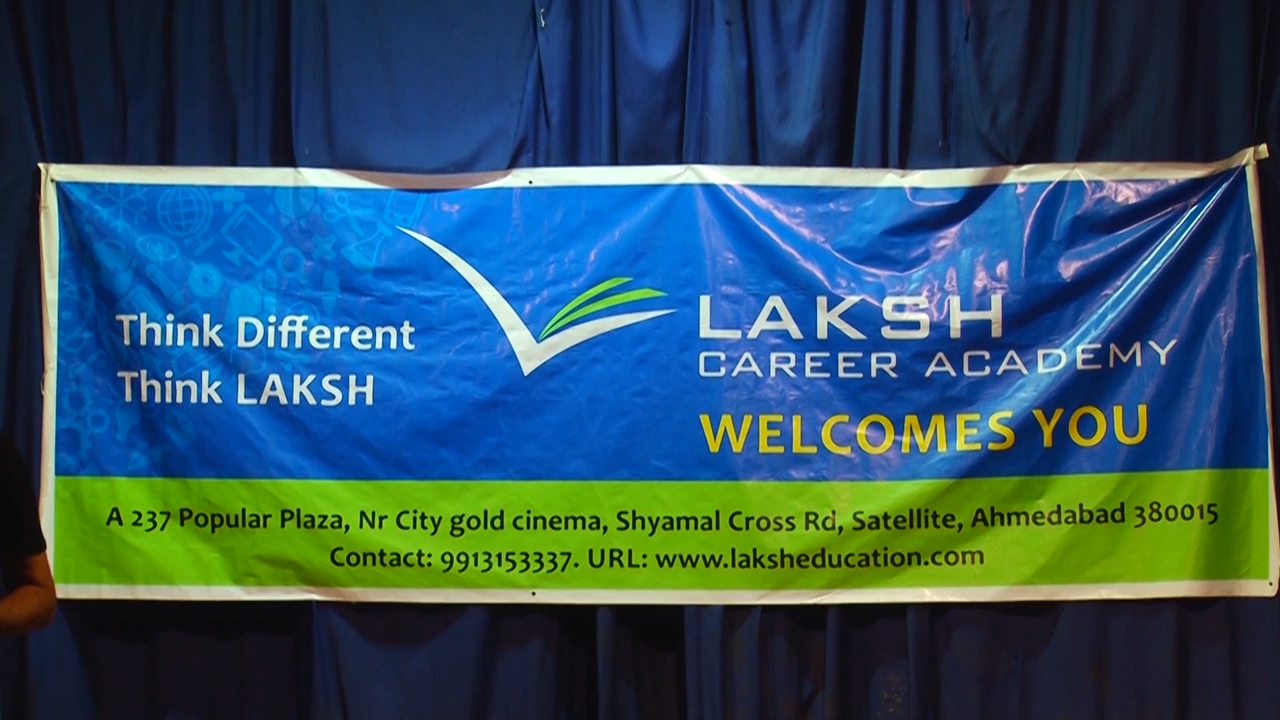 Think Different
Think LAKSH
LAKSH
CAREER ACADEMY
WELCOMES YOU
A 237 Popular Plaza, Nr City gold cinema, Shyamal Cross Rd, Satellite, Ahmedabad 380015
Contact: 9913153337. URL: www.laksheducation.com